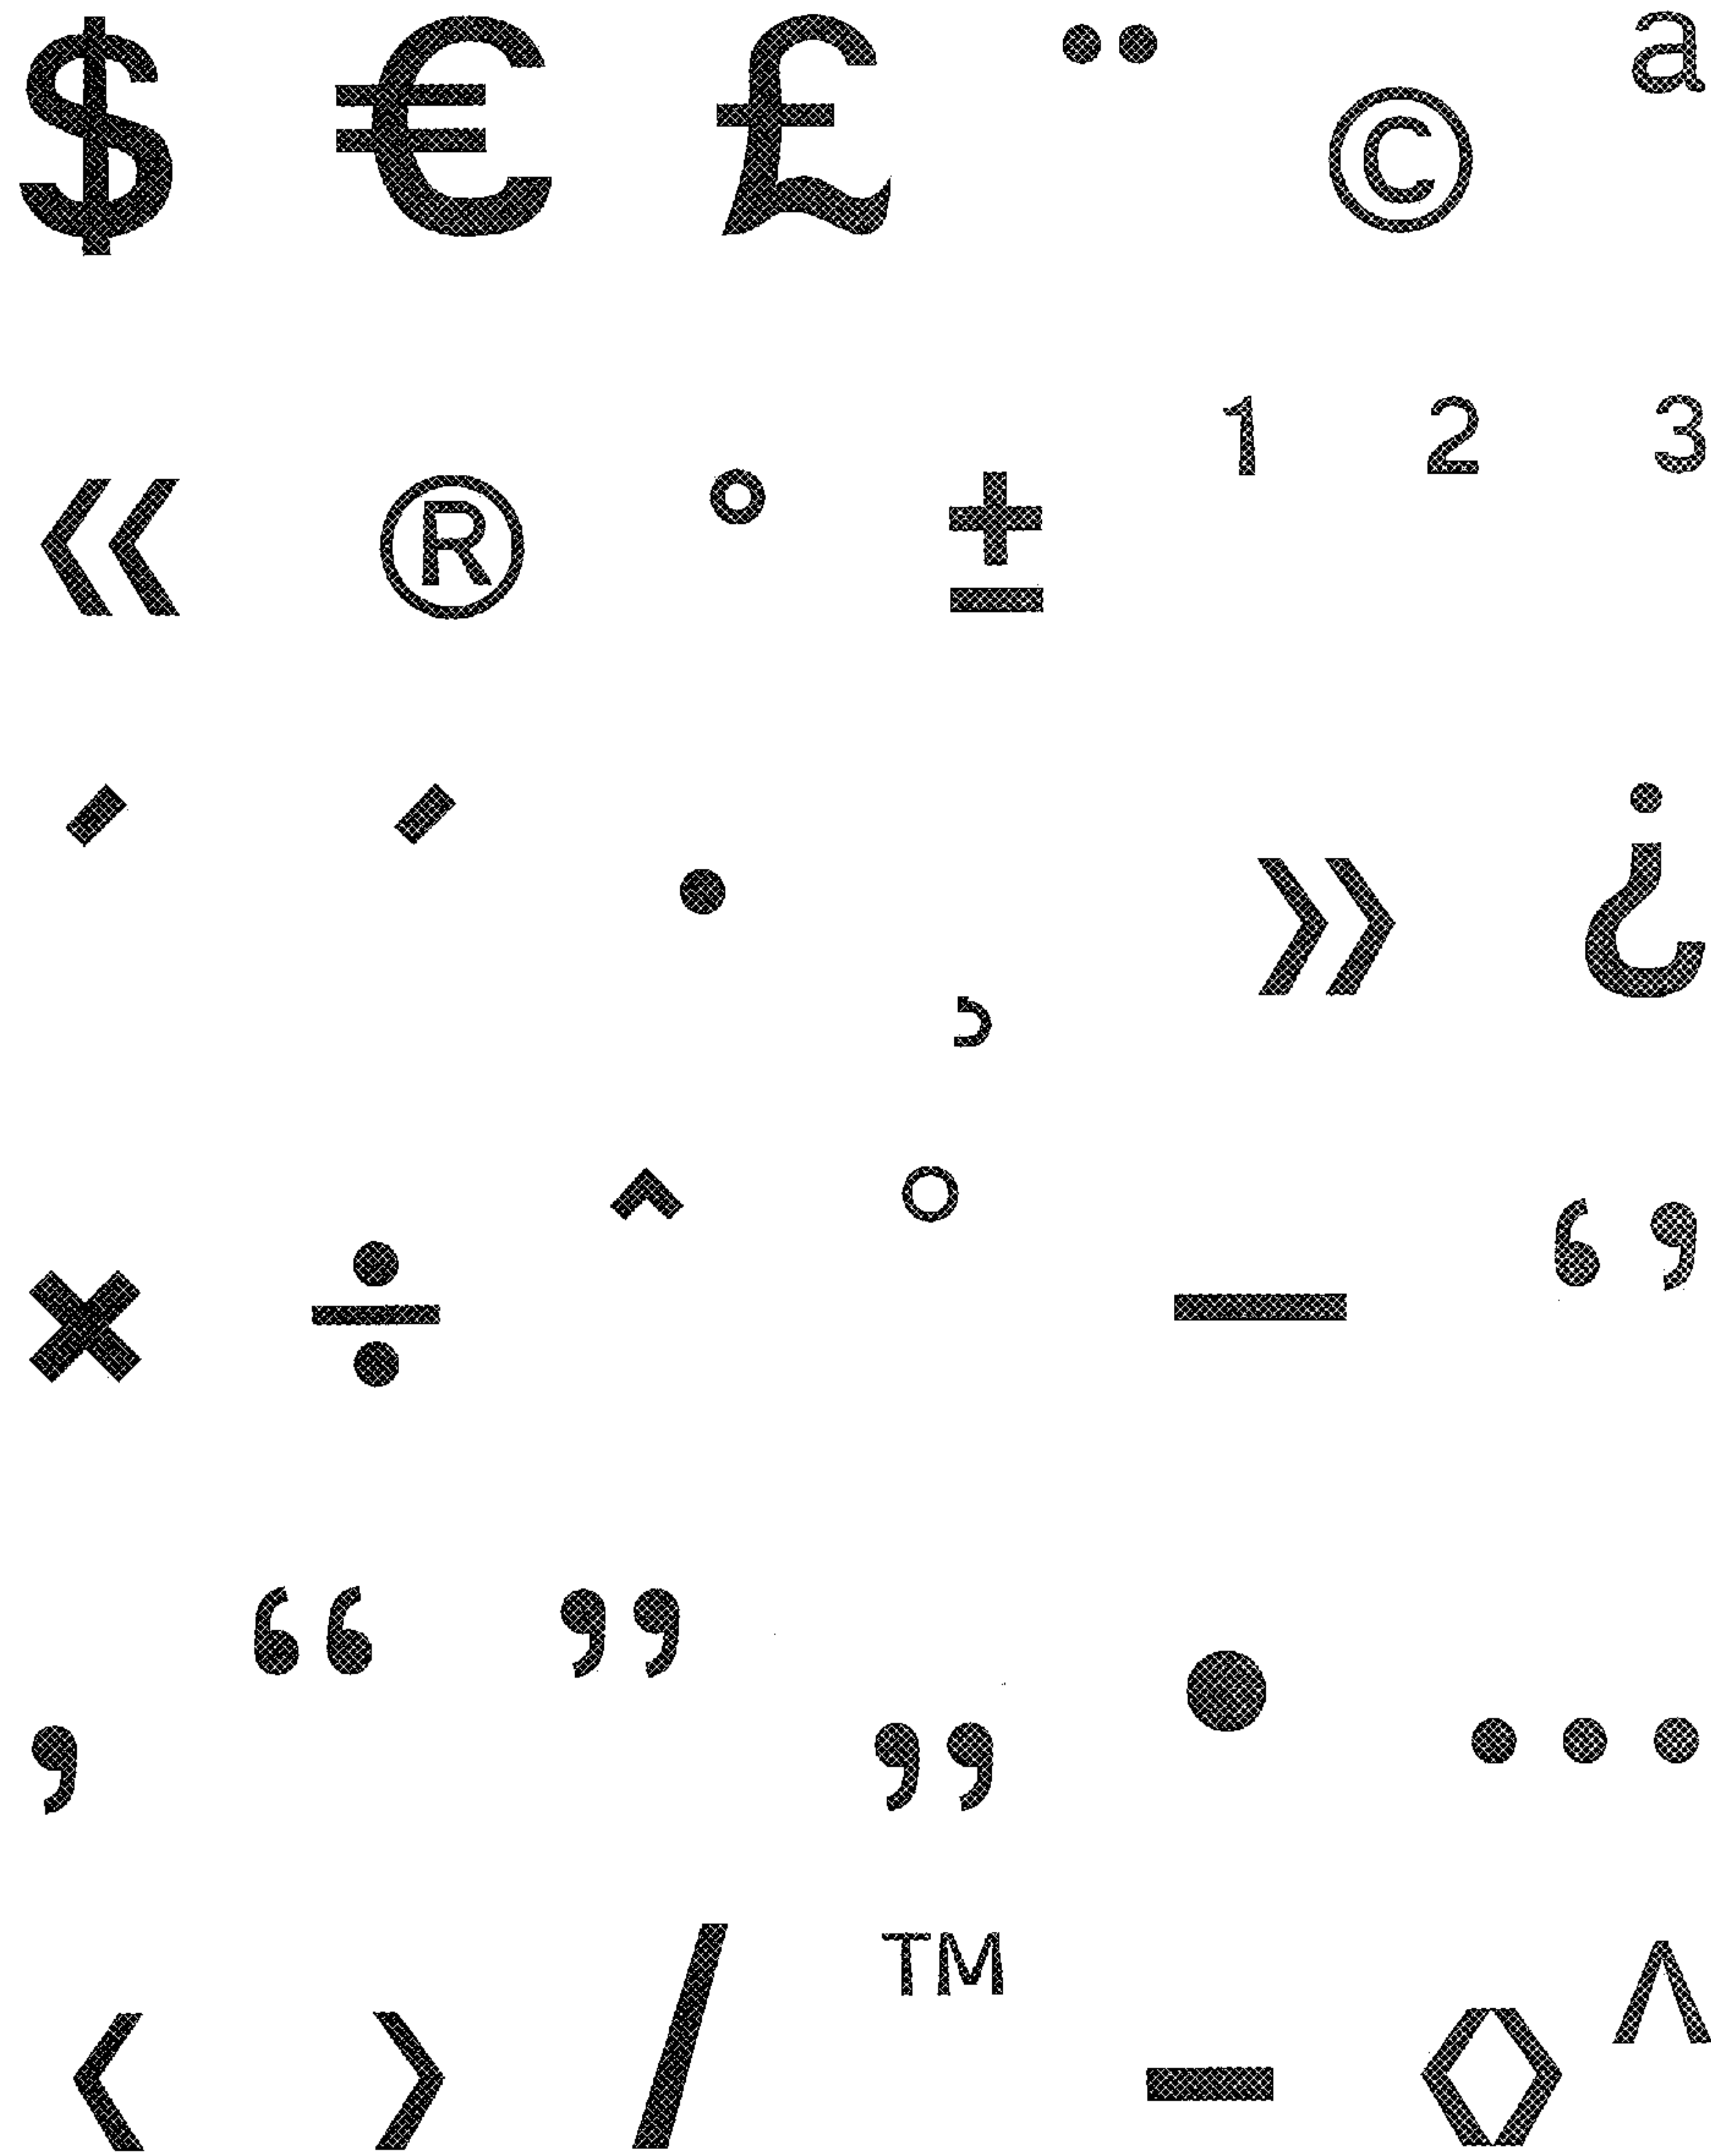 $ € £ ¨ © ª
« ® ° ± ¹ ² ³
´ ´ · ¸ » ¿
× ÷ ˆ ˚ – ‘ ’
‚ “ ” „ • …
‹ › ⁄ ™ − ◊ ^